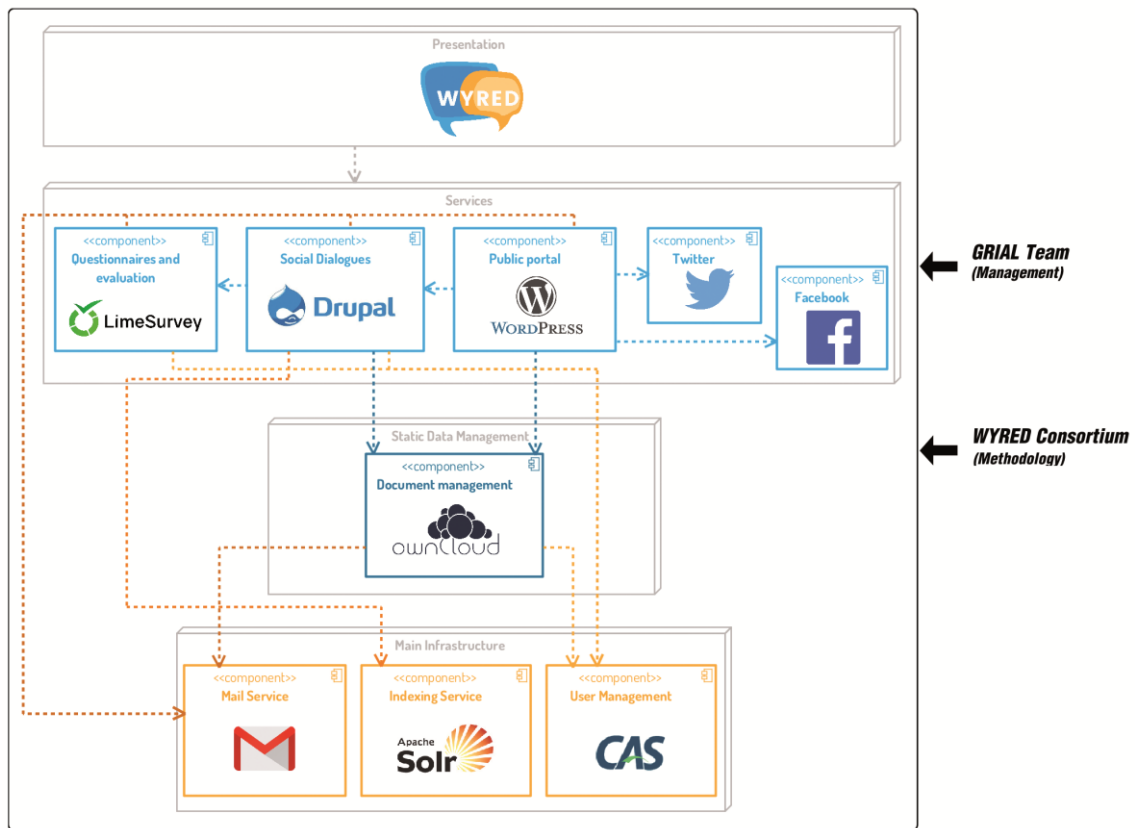 Presentation
WYRED
Services
<<component>>
Questionnaires and
evaluation
LimeSurvey
<<component>>
Social Dialogues
Drupal
<<component>>
Public portal
WORDPRESS
<<component>>
Twitter
<<component>>
Facebook
GRIAL Team
(Management)
Static Data Management
<<component>>
Document management
ownCloud
WYRED Consortium
(Methodology)
Main Infrastructure
<<component>>
Mail Service
<<component>>
Indexing Service
Apache
Solr
<<component>>
User Management
CAS